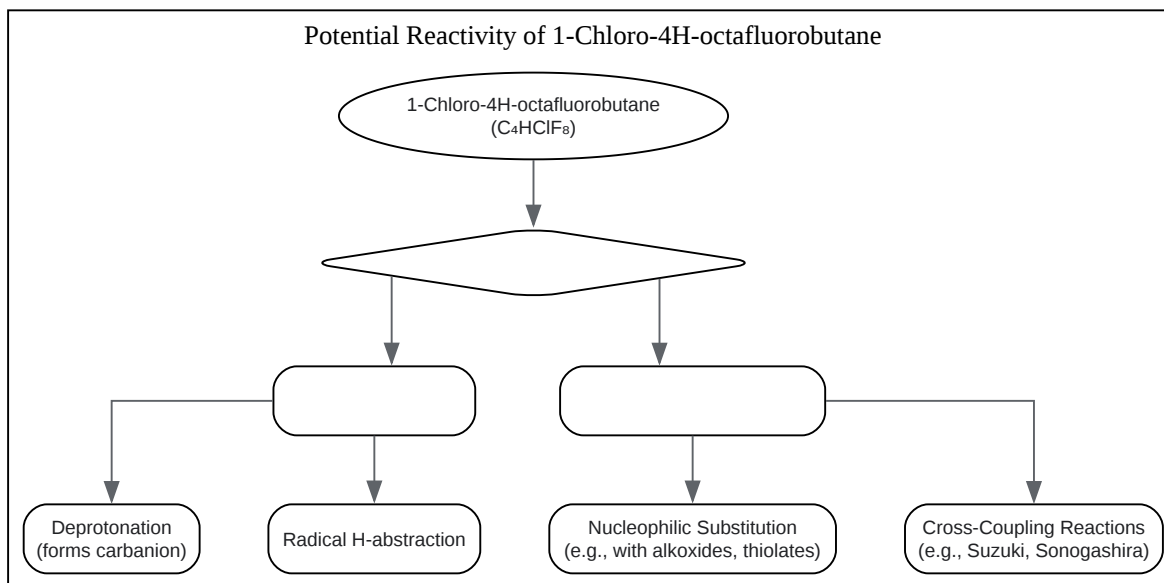 Potential Reactivity of 1-Chloro-4H-octafluorobutane
1-Chloro-4H-octafluorobutane
(C₄HClF₈)
Deprotonation
(forms carbanion)
Radical H-abstraction
Nucleophilic Substitution
(e.g., with alkoxides, thiolates)
Cross-Coupling Reactions
(e.g., Suzuki, Sonogashira)